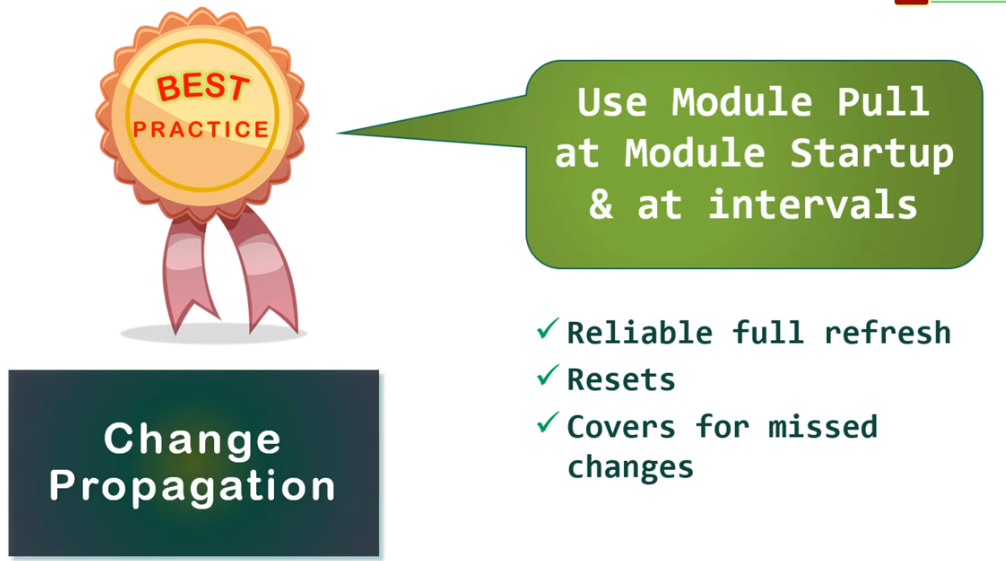 BEST
PRACTICE
Use Module Pull
at Module Startup
& at intervals
✓ Reliable full refresh
✓ Resets
✓ Covers for missed
changes
Change
Propagation